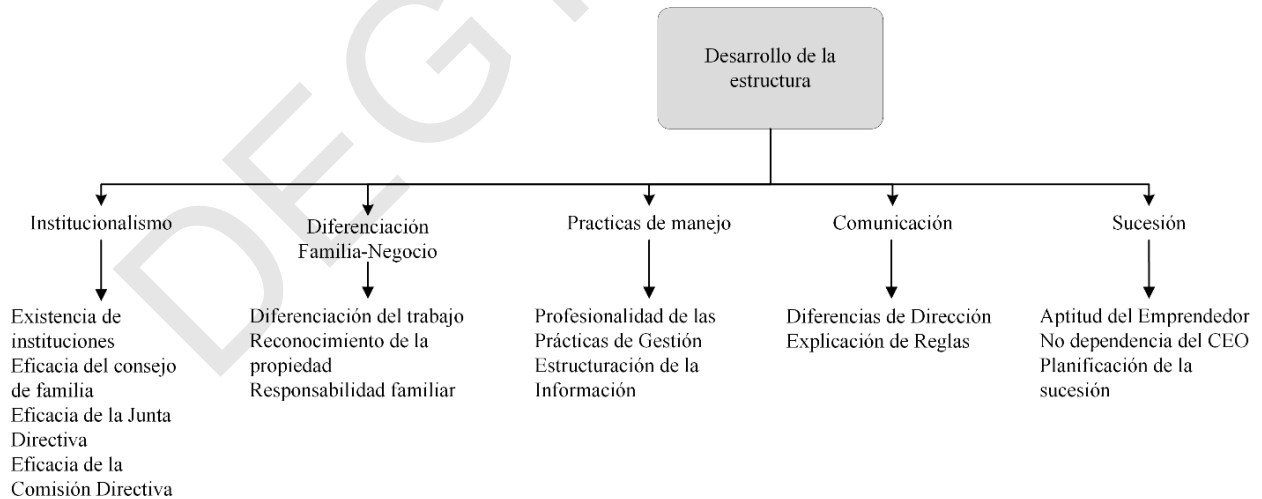 Desarrollo de la
estructura
Institucionalismo
Diferenciación
Familia-Negocio
Practicas de manejo
Comunicación
Sucesión
Existencia de
instituciones
Eficacia del consejo
de familia
Eficacia de la Junta
Directiva
Eficacia de la
Comisión Directiva
Diferenciación del trabajo
Reconocimiento de la
propiedad
Responsabilidad familiar
Profesionalidad de las
Prácticas de Gestión
Estructuración de la
Información
Diferencias de Dirección
Explicación de Reglas
Aptitud del Emprendedor
No dependencia del CEO
Planificación de la
sucesión